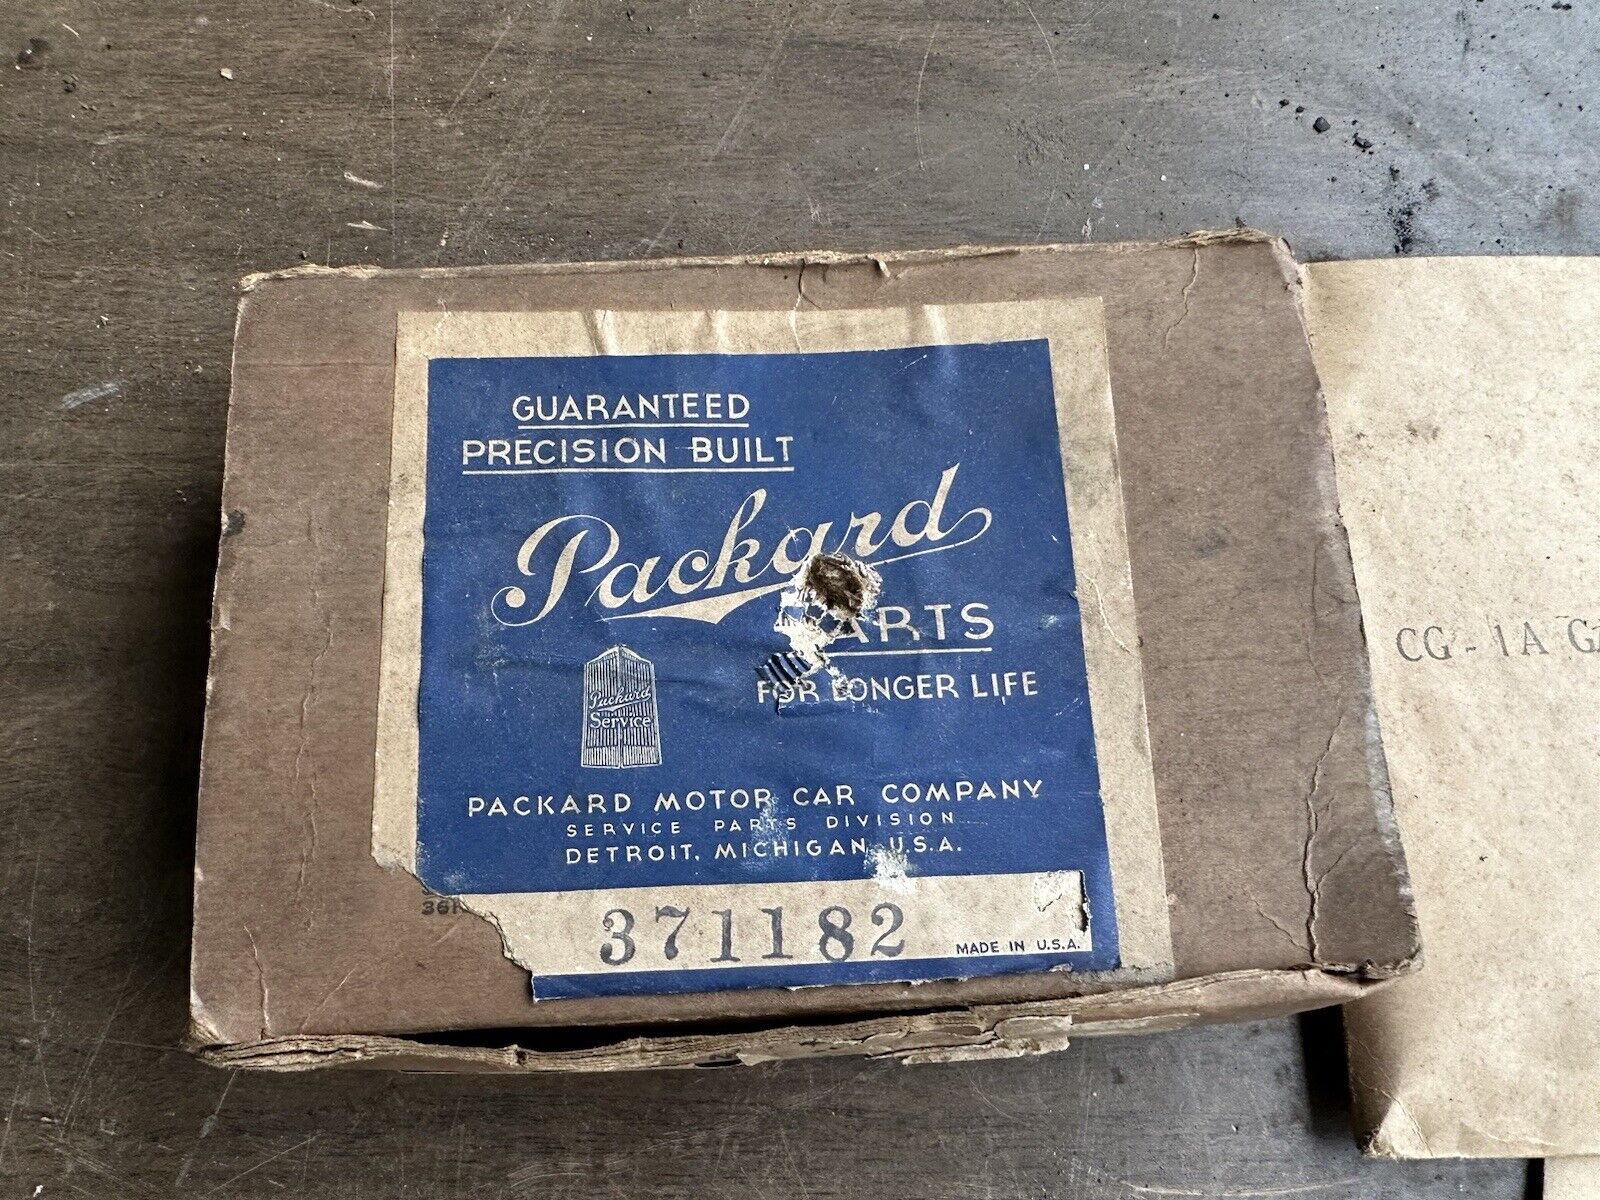 GUARANTEED
PRECISION BUILT
Packard
PARTS
FOR LONGER LIFE
Packard
Service
PACKARD MOTOR CAR COMPANY
SERVICE PARTS DIVISION
DETROIT, MICHIGAN, U.S.A.
371182
MADE IN U.S.A.
CG-1A